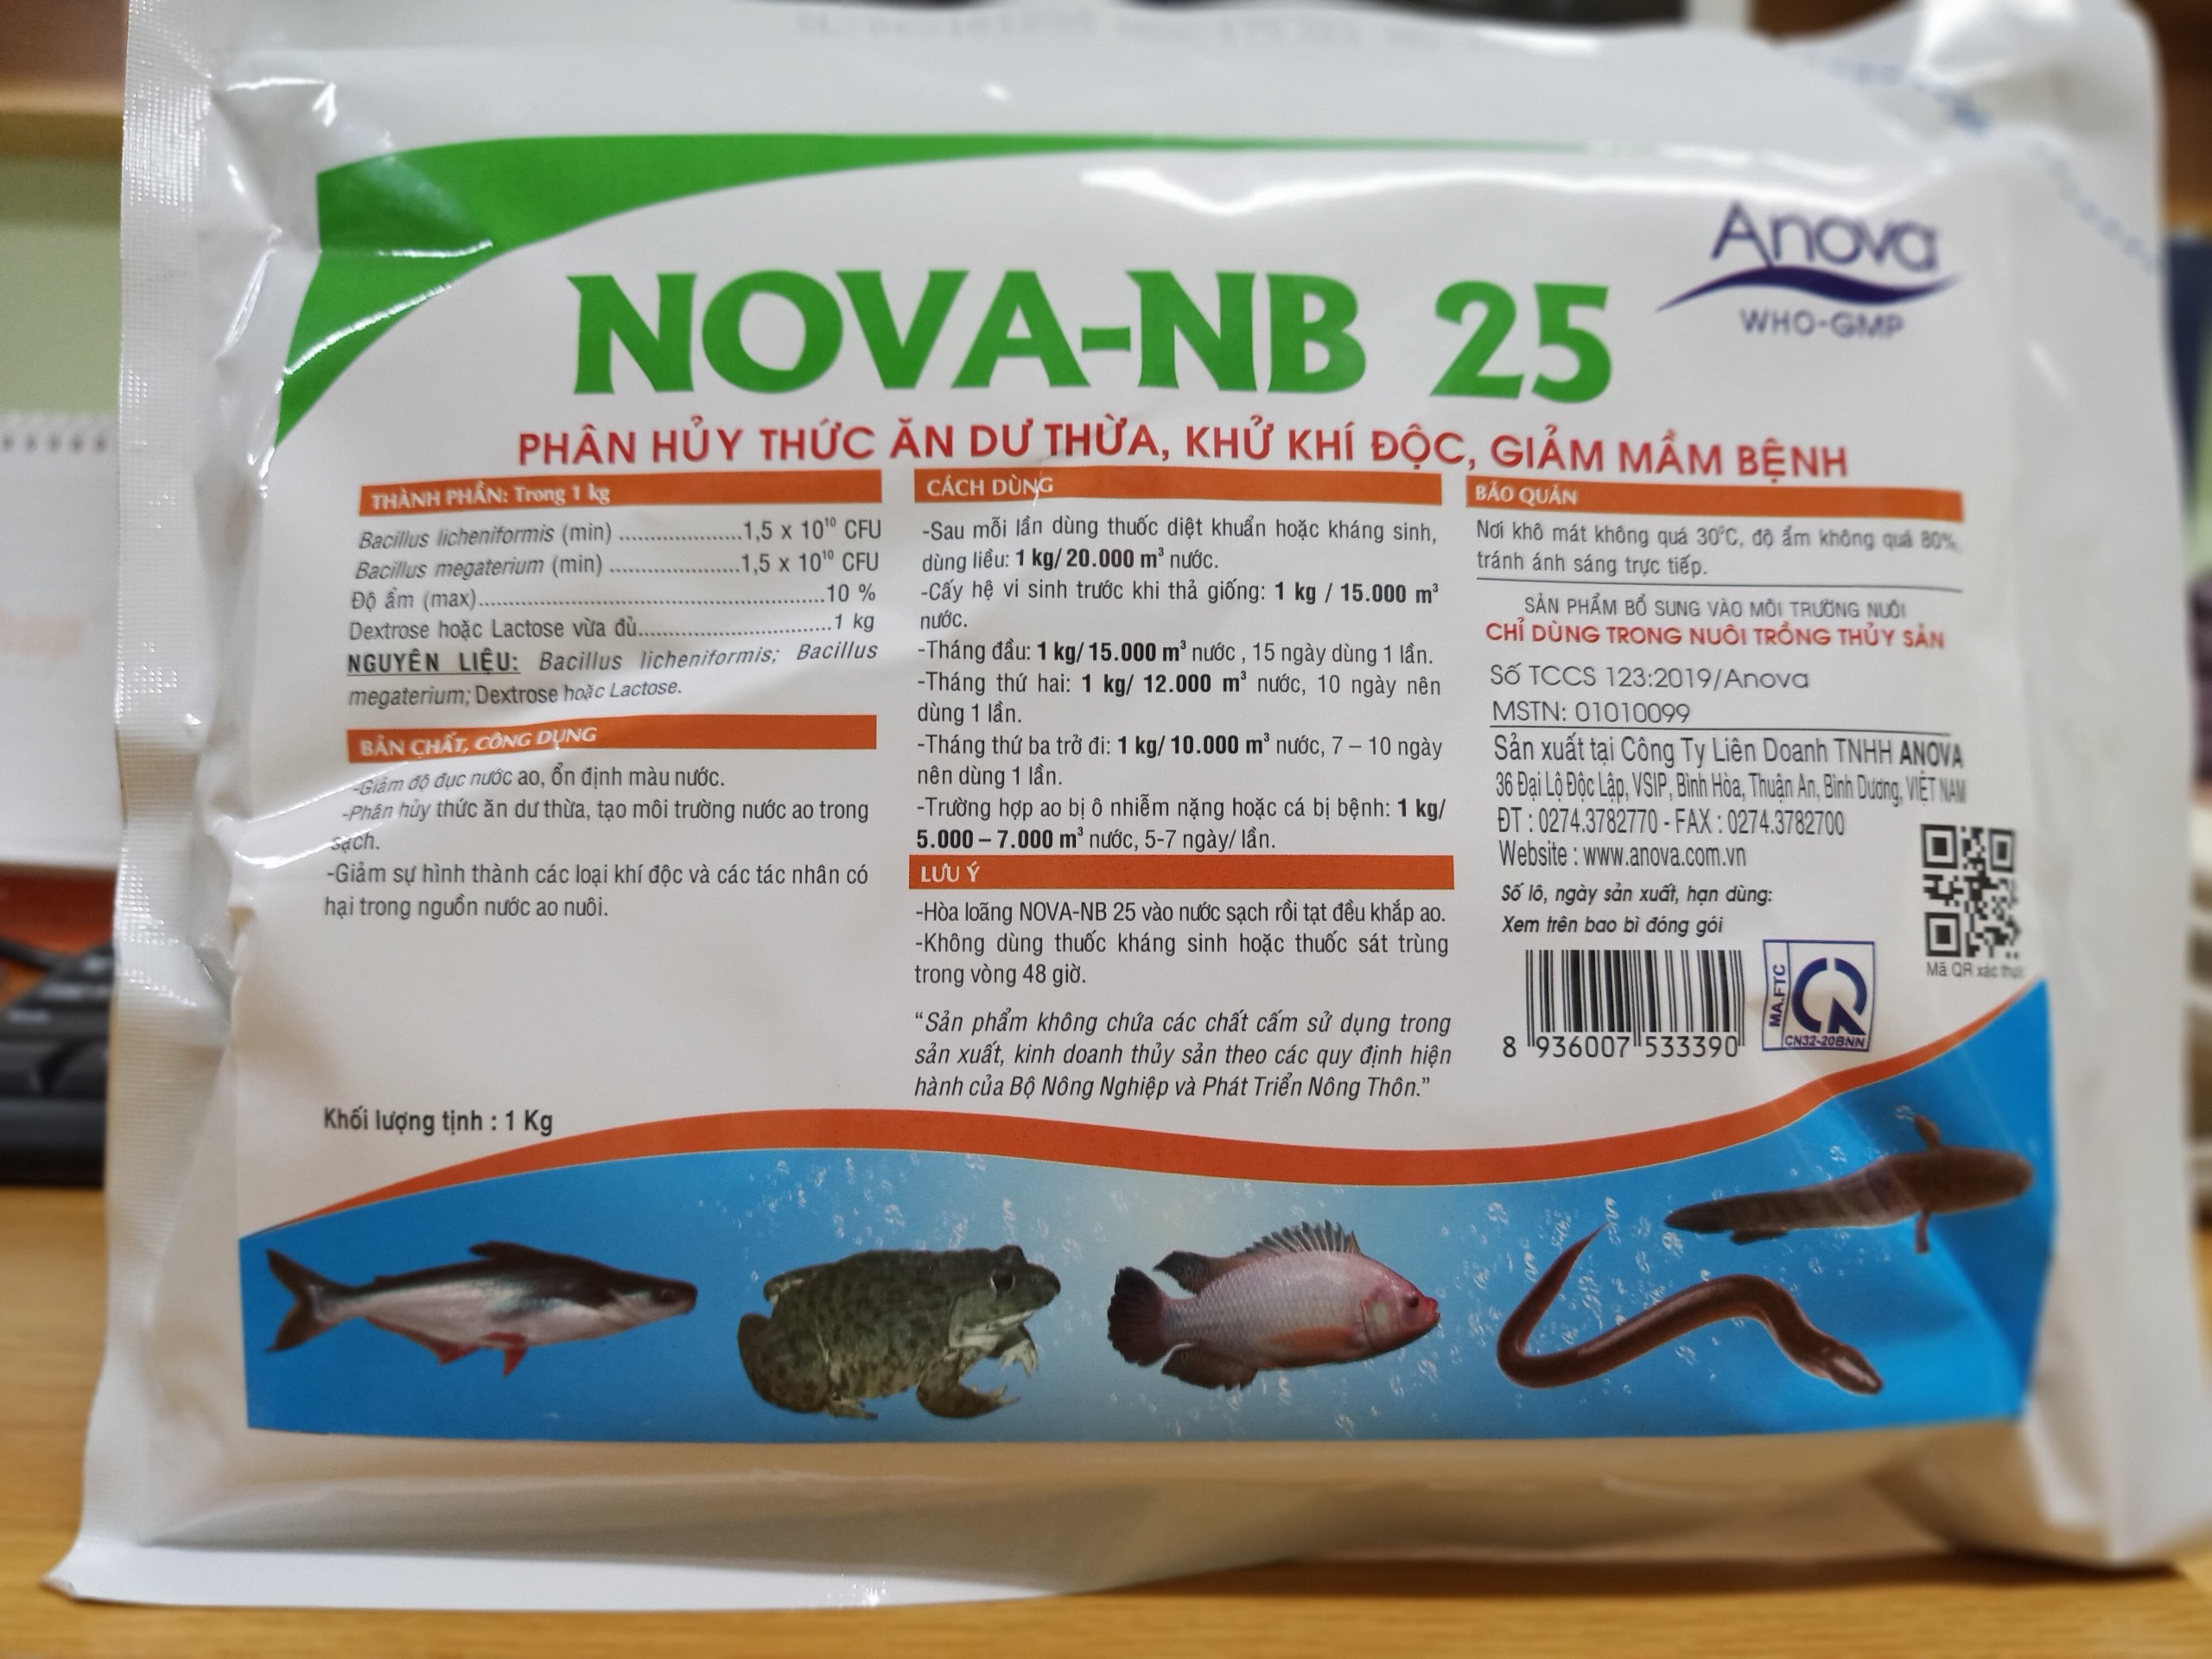 Anova
WHO-GMP
NOVA-NB 25
PHÂN HỦY THỨC ĂN DƯ THỪA, KHỬ KHÍ ĐỘC, GIẢM MẦM BỆNH
THÀNH PHẦN: Trong 1 kg
Bacillus licheniformis (min) ....................1,5 x 10¹⁰ CFU
Bacillus megaterium (min) .....................1,5 x 10¹⁰ CFU
Độ ẩm (max)........................................................10 %
Dextrose hoặc Lactose vừa đủ...............................1 kg
NGUYÊN LIỆU: Bacillus licheniformis; Bacillus
megaterium; Dextrose hoặc Lactose.
BẢN CHẤT, CÔNG DỤNG
-Giảm độ đục nước ao, ổn định màu nước.
-Phân hủy thức ăn dư thừa, tạo môi trường nước ao trong
sạch.
-Giảm sự hình thành các loại khí độc và các tác nhân có
hại trong nguồn nước ao nuôi.
Khối lượng tịnh : 1 Kg
CÁCH DÙNG
-Sau mỗi lần dùng thuốc diệt khuẩn hoặc kháng sinh,
dùng liều: 1 kg/ 20.000 m³ nước.
-Cấy hệ vi sinh trước khi thả giống: 1 kg / 15.000 m³
nước.
-Tháng đầu: 1 kg/ 15.000 m³ nước , 15 ngày dùng 1 lần.
-Tháng thứ hai: 1 kg/ 12.000 m³ nước, 10 ngày nên
dùng 1 lần.
-Tháng thứ ba trở đi: 1 kg/ 10.000 m³ nước, 7 – 10 ngày
nên dùng 1 lần.
-Trường hợp ao bị ô nhiễm nặng hoặc cá bị bệnh: 1 kg/
5.000 – 7.000 m³ nước, 5-7 ngày/ lần.
LƯU Ý
-Hòa loãng NOVA-NB 25 vào nước sạch rồi tạt đều khắp ao.
-Không dùng thuốc kháng sinh hoặc thuốc sát trùng
trong vòng 48 giờ.
“Sản phẩm không chứa các chất cấm sử dụng trong
sản xuất, kinh doanh thủy sản theo các quy định hiện
hành của Bộ Nông Nghiệp và Phát Triển Nông Thôn.”
BẢO QUẢN
Nơi khô mát không quá 30°C, độ ẩm không quá 80%,
tránh ánh sáng trực tiếp.
SẢN PHẨM BỔ SUNG VÀO MÔI TRƯỜNG NUÔI
CHỈ DÙNG TRONG NUÔI TRỒNG THỦY SẢN
Số TCCS 123:2019/Anova
MSTN: 01010099
Sản xuất tại Công Ty Liên Doanh TNHH ANOVA
36 Đại Lộ Độc Lập, VSIP, Bình Hòa, Thuận An, Bình Dương, VIỆT NAM
ĐT : 0274.3782770 - FAX : 0274.3782700
Website : www.anova.com.vn
Số lô, ngày sản xuất, hạn dùng:
Xem trên bao bì đóng gói
Mã QR xác thực
8 936007 533390
MA.FTC
CN32-20BNN